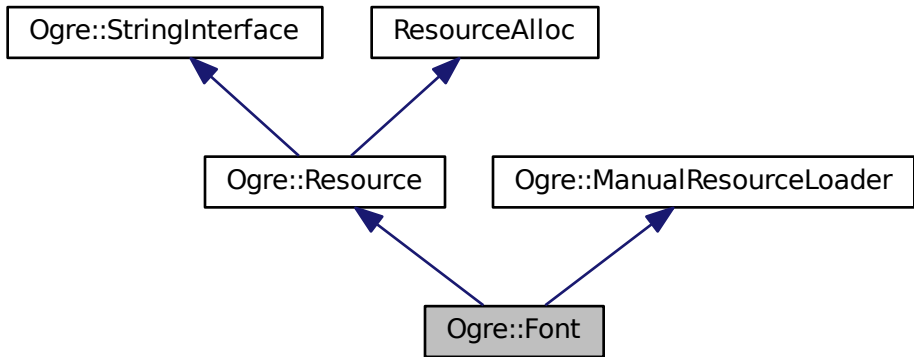 Ogre::StringInterface
ResourceAlloc
Ogre::Resource
Ogre::ManualResourceLoader
Ogre::Font